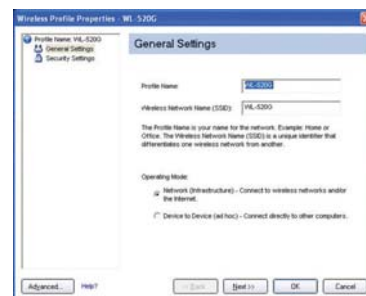 Wireless Profile Properties - WL-520G
Profile Name: WL-520G
General Settings
Security Settings
General Settings
Profile Name:
WL-520G
Wireless Network Name (SSID):
WL-520G
The Profile Name is your name for the network. Example: Home or
Office. The Wireless Network Name (SSID) is a unique identifier that
differentiates one wireless network from another.
Operating Mode:
Network (Infrastructure) - Connect to wireless networks and/or
the Internet.
Device to Device (ad hoc) - Connect directly to other computers.
Advanced... Help? << Back Next >> OK Cancel